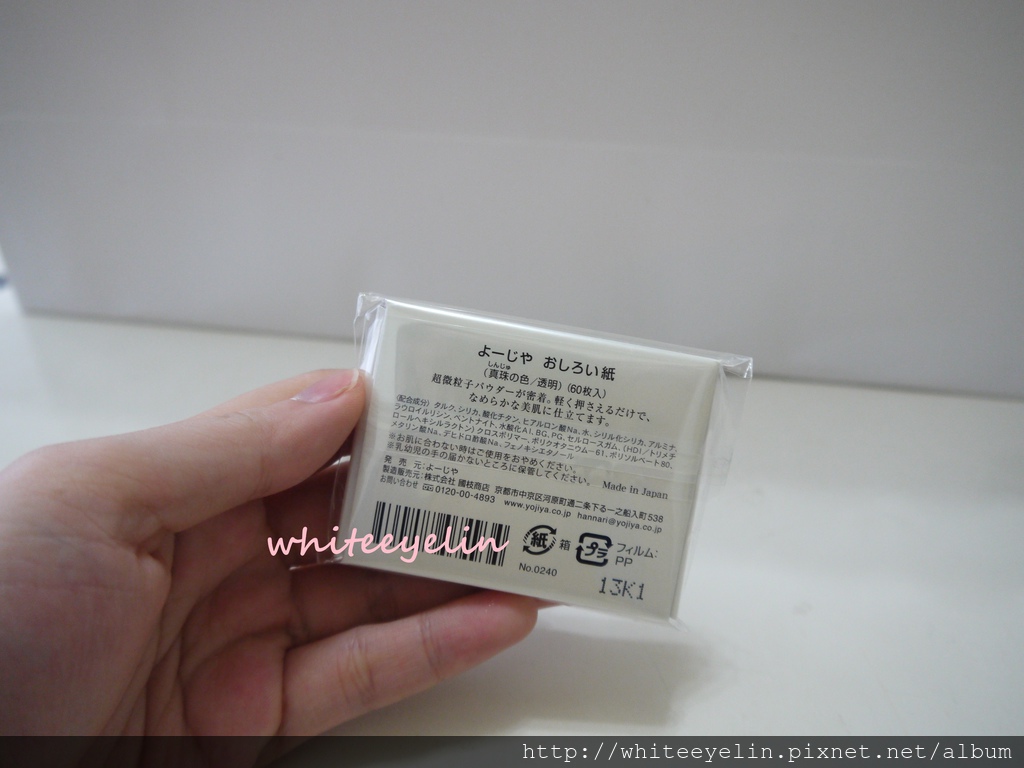 よーじや おしろい紙
しんじゅ
(真珠の色/透明)(60枚入)
超微粒子パウダーが密着。軽く押さえるだけで、
なめらかな美肌に仕立てます。
〈配合成分〉タルク、シリカ、酸化チタン、ヒアルロン酸Na、水、シリル化シリカ、アルミナ
ラウロイルリシン、ベントナイト、水酸化Al、BG、PG、セルロースガム、(HDI/トリメチ
ロールヘキシルラクトン)クロスポリマー、ポリクオタニウム-61、ポリソルベート80、
メタリン酸Na、デヒドロ酢酸Na、フェノキシエタノール
※お肌に合わない時はご使用をおやめください。
※乳幼児の手の届かないところに保管してください。 Made in Japan
発売元:よーじや
製造販売元:株式会社 國枝商店 京都市中京区河原町通二条下る一之船入町538
お問い合わせ 0120-00-4893 www.yojiya.co.jp hannari@yojiya.co.jp
紙 箱 プラ フィルム:
PP
No.0240
13K1
whiteeyelin
http://whiteeyelin.pixnet.net/album